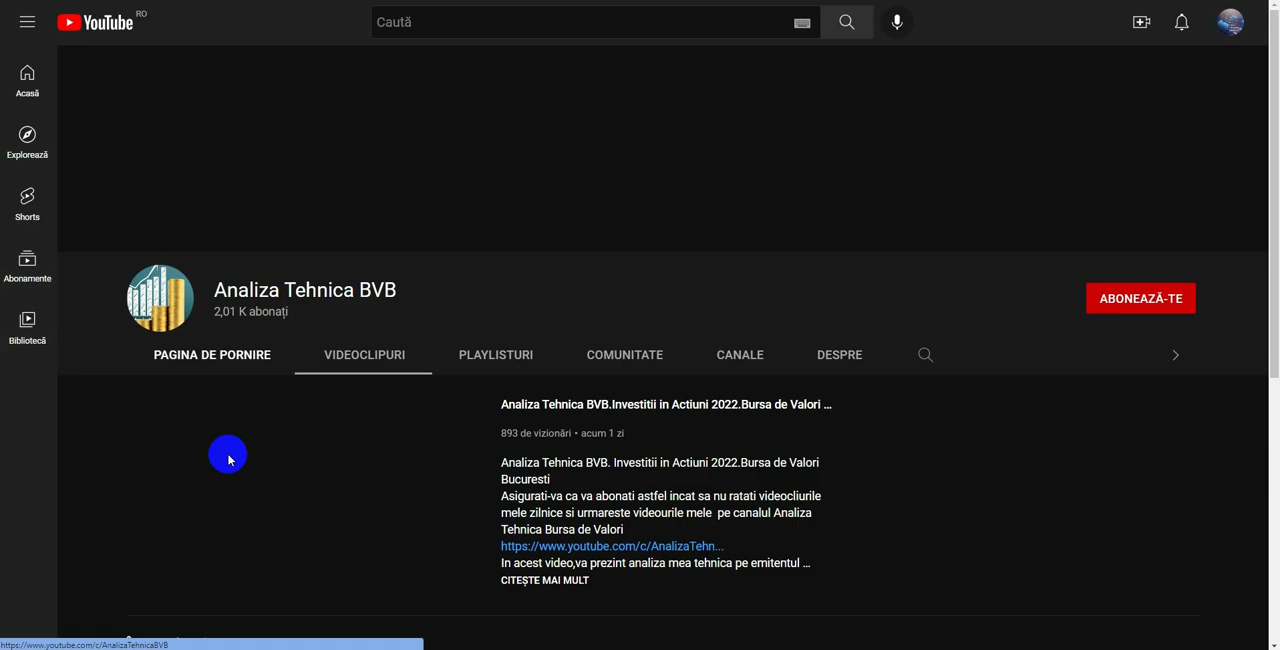 YouTube RO
Caută
Acasă
Explorează
Shorts
Abonamente
Bibliotecă
Analiza Tehnica BVB
2,01 K abonați
ABONEAZĂ-TE
PAGINA DE PORNIRE VIDEOCLIPURI PLAYLISTURI COMUNITATE CANALE DESPRE
Analiza Tehnica BVB.Investitii in Actiuni 2022.Bursa de Valori ...
893 de vizionări • acum 1 zi
Analiza Tehnica BVB. Investitii in Actiuni 2022.Bursa de Valori
Bucuresti
Asigurati-va ca va abonati astfel incat sa nu ratati videocliurile
mele zilnice si urmareste videourile mele pe canalul Analiza
Tehnica Bursa de Valori
https://www.youtube.com/c/AnalizaTehn...
In acest video,va prezint analiza mea tehnica pe emitentul ...
CITEȘTE MAI MULT
https://www.youtube.com/c/AnalizaTehnicaBVB